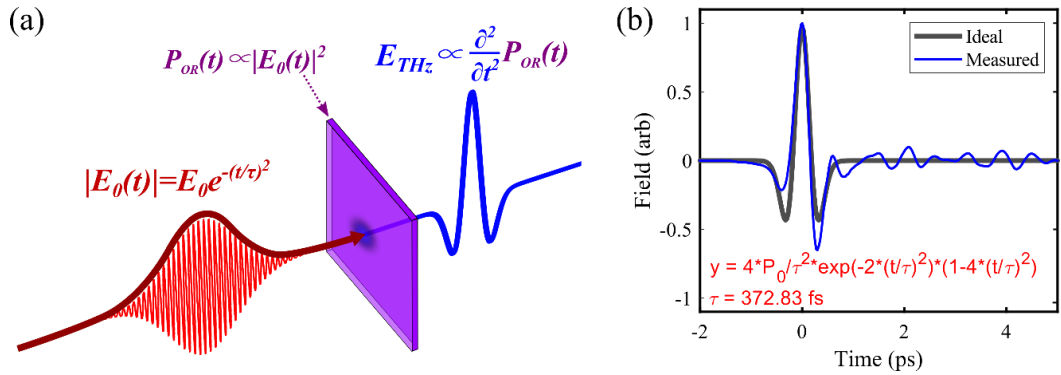 (a)
P_OR(t) ∝|E_0(t)|^2
E_THz ∝ ∂^2/∂t^2 P_OR(t)
|E_0(t)|=E_0e^-(t/τ)^2
(b)
Ideal
Measured
1
0.5
0
-0.5
-1
Field (arb)
y = 4*P_0/τ^2*exp(-2*(t/τ)^2)*(1-4*(t/τ)^2)
τ = 372.83 fs
-2 0 2 4
Time (ps)